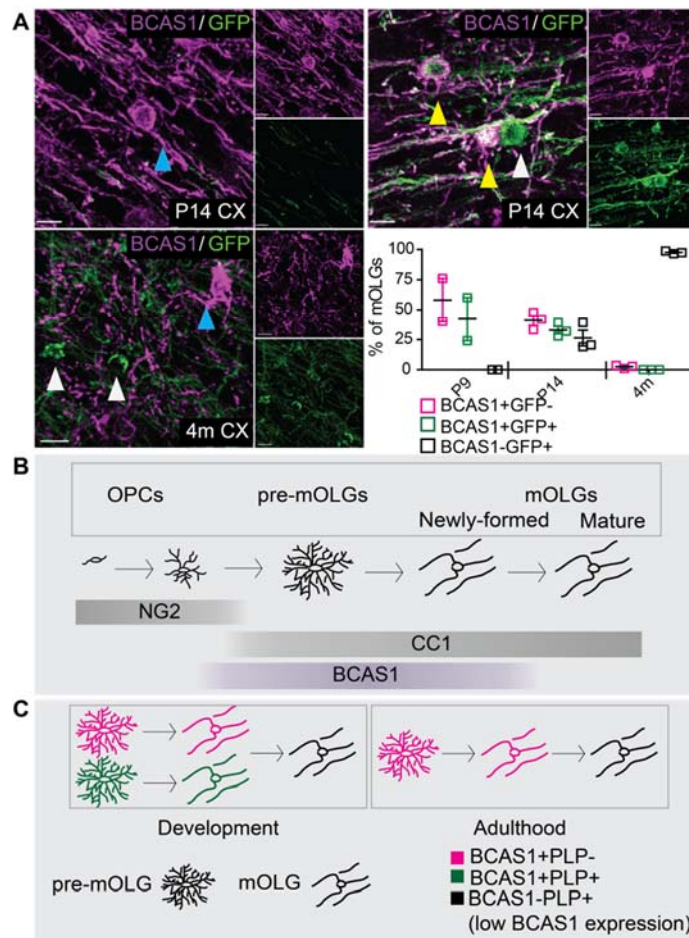 A
BCAS1/GFP
P14 CX
BCAS1/GFP
P14 CX
BCAS1/GFP
4m CX
% of mOLGs
100
75
50
25
0
P9
P14
4m
BCAS1+GFP-
BCAS1+GFP+
BCAS1-GFP+
B
OPCs
pre-mOLGs
mOLGs
Newly-formed
Mature
NG2
CC1
BCAS1
C
Development
Adulthood
pre-mOLG
mOLG
BCAS1+PLP-
BCAS1+PLP+
BCAS1-PLP+
(low BCAS1 expression)